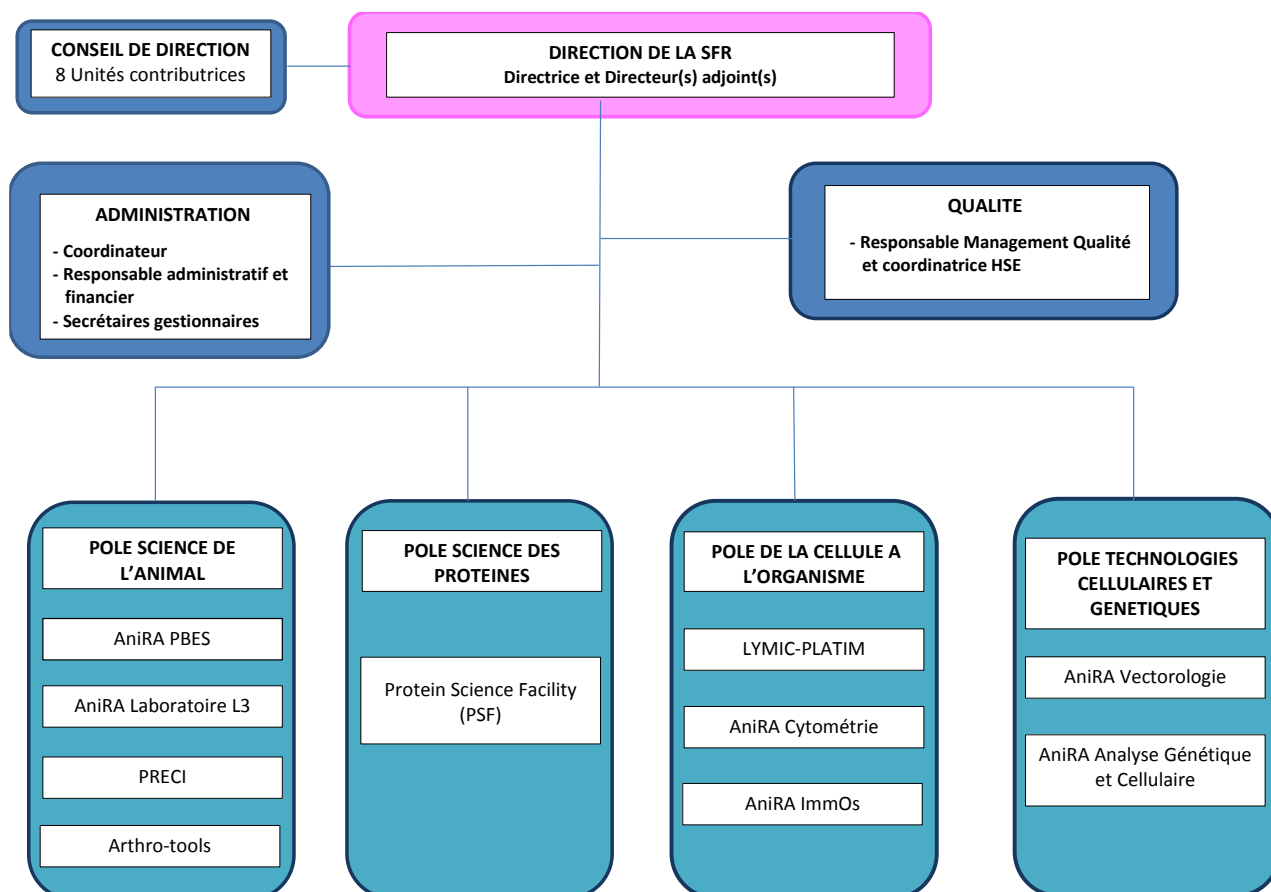 CONSEIL DE DIRECTION
8 Unités contributrices
DIRECTION DE LA SFR
Directrice et Directeur(s) adjoint(s)
ADMINISTRATION
- Coordinateur
- Responsable administratif et
financier
- Secrétaires gestionnaires
QUALITE
- Responsable Management Qualité
et coordinatrice HSE
POLE SCIENCE DE
L’ANIMAL
AniRA PBES
AniRA Laboratoire L3
PRECI
Arthro-tools
POLE SCIENCE DES
PROTEINES
Protein Science Facility
(PSF)
POLE DE LA CELLULE A
L’ORGANISME
LYMIC-PLATIM
AniRA Cytométrie
AniRA ImmOs
POLE TECHNOLOGIES
CELLULAIRES ET
GENETIQUES
AniRA Vectorologie
AniRA Analyse Génétique
et Cellulaire